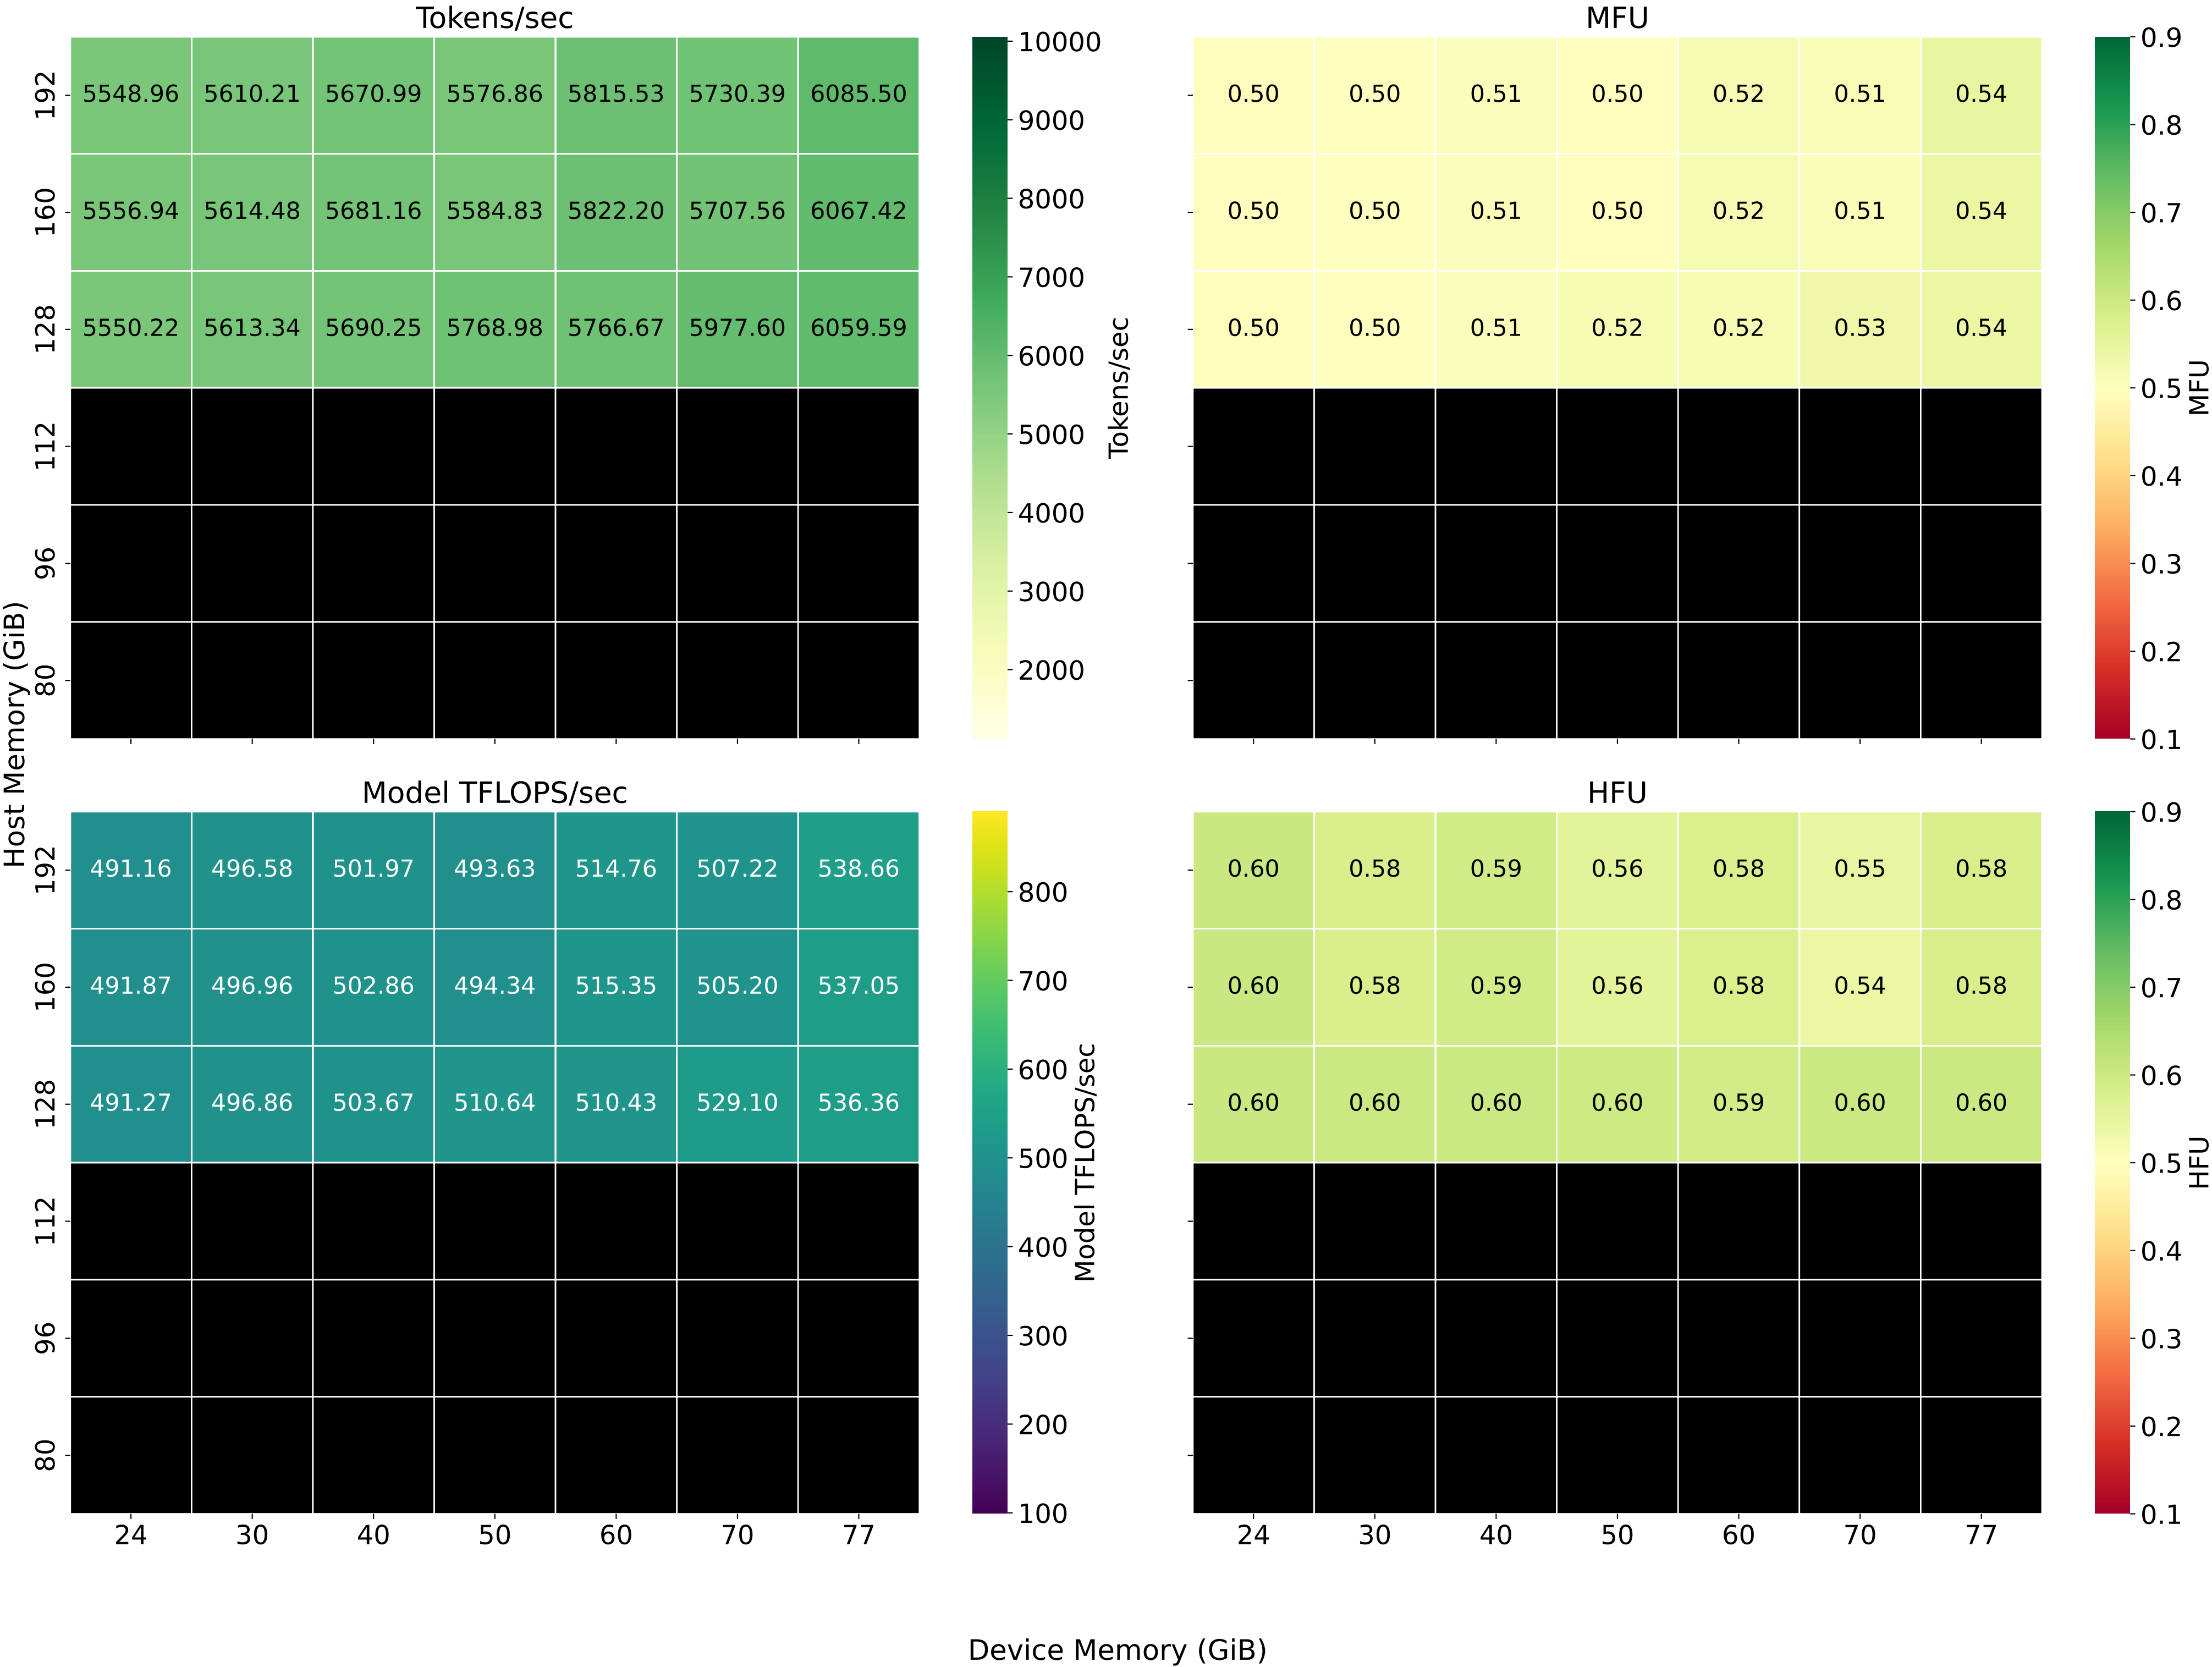 Tokens/sec
192 5548.96 5610.21 5670.99 5576.86 5815.53 5730.39 6085.50
160 5556.94 5614.48 5681.16 5584.83 5822.20 5707.56 6067.42
128 5550.22 5613.34 5690.25 5768.98 5766.67 5977.60 6059.59
112
96
80
10000
9000
8000
7000
6000
5000
4000
3000
2000
Tokens/sec
MFU
0.50 0.50 0.51 0.50 0.52 0.51 0.54
0.50 0.50 0.51 0.50 0.52 0.51 0.54
0.50 0.50 0.51 0.52 0.52 0.53 0.54
0.9
0.8
0.7
0.6
0.5
0.4
0.3
0.2
0.1
MFU
Host Memory (GiB)
Model TFLOPS/sec
192 491.16 496.58 501.97 493.63 514.76 507.22 538.66
160 491.87 496.96 502.86 494.34 515.35 505.20 537.05
128 491.27 496.86 503.67 510.64 510.43 529.10 536.36
112
96
80
24 30 40 50 60 70 77
800
700
600
500
400
300
200
100
Model TFLOPS/sec
HFU
0.60 0.58 0.59 0.56 0.58 0.55 0.58
0.60 0.58 0.59 0.56 0.58 0.54 0.58
0.60 0.60 0.60 0.60 0.59 0.60 0.60
24 30 40 50 60 70 77
0.9
0.8
0.7
0.6
0.5
0.4
0.3
0.2
0.1
HFU
Device Memory (GiB)